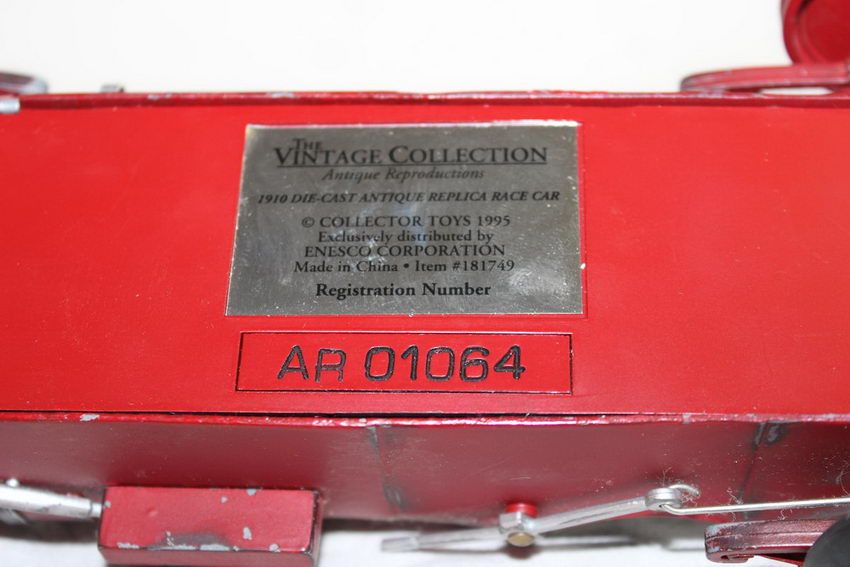 THE
VINTAGE COLLECTION
Antique Reproductions
1910 DIE-CAST ANTIQUE REPLICA RACE CAR
© COLLECTOR TOYS 1995
Exclusively distributed by
ENESCO CORPORATION
Made in China • Item #181749
Registration Number
AR 01064